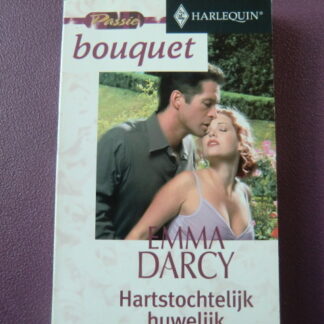 Passie
HARLEQUIN®
bouquet
EMMA
DARCY
Hartstochtelijk
huwelijk